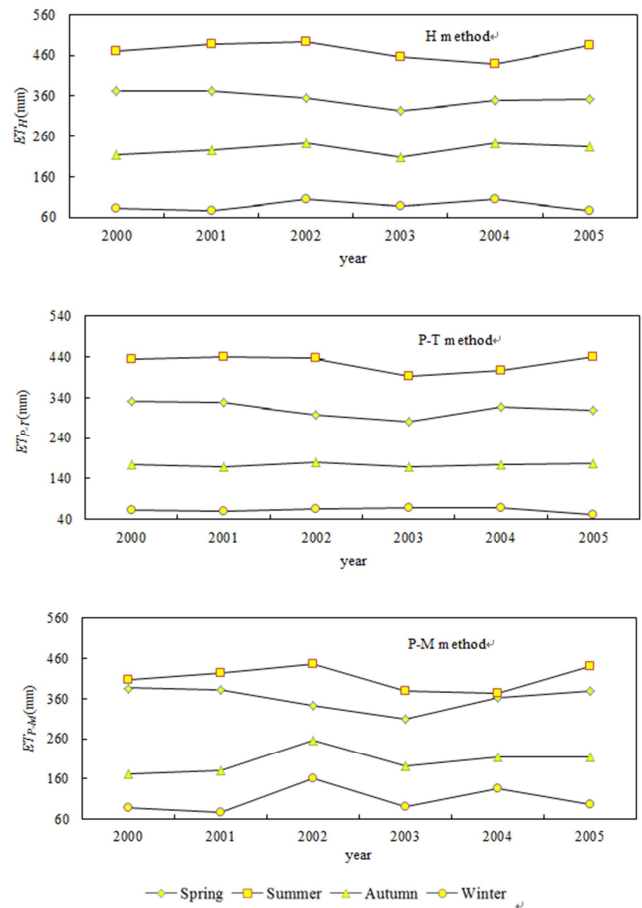 H method
560
460
360
260
160
60
ET_H(mm)
2000 2001 2002 2003 2004 2005
year
P-T method
540
440
340
240
140
40
ET_P-T(mm)
2000 2001 2002 2003 2004 2005
year
P-M method
560
460
360
260
160
60
ET_P-M(mm)
2000 2001 2002 2003 2004 2005
year
Spring Summer Autumn Winter